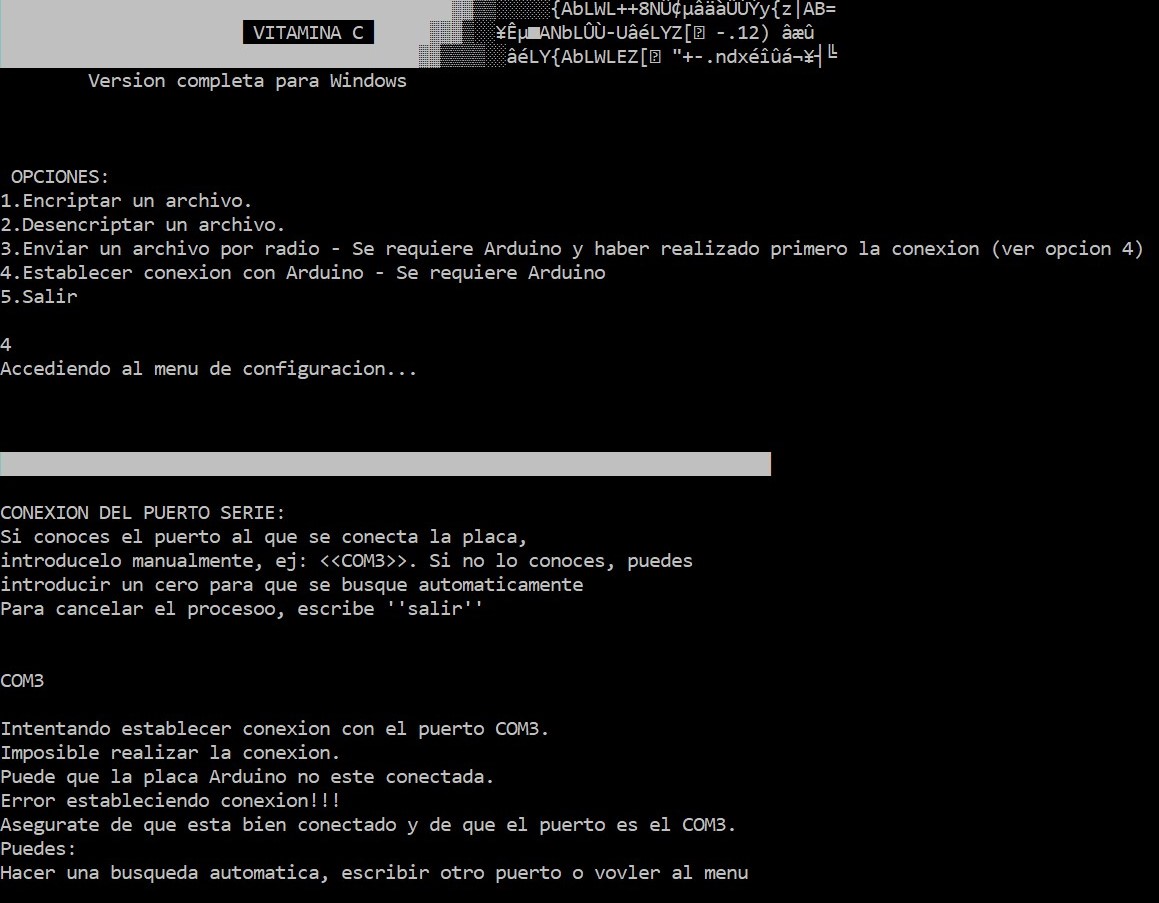 {AbLWL++8NÜ¢µâäàÜÙÝy{z|AB=
VITAMINA C ¥Êµ■ANbLÛÙ-UâéLYZ[⍰ -.12) âæû
âéLY{AbLWLEZ[⍰ "+-.ndxéîûá¬¥┤╚
Version completa para Windows
OPCIONES:
1.Encriptar un archivo.
2.Desencriptar un archivo.
3.Enviar un archivo por radio - Se requiere Arduino y haber realizado primero la conexion (ver opcion 4)
4.Establecer conexion con Arduino - Se requiere Arduino
5.Salir
4
Accediendo al menu de configuracion...
CONEXION DEL PUERTO SERIE:
Si conoces el puerto al que se conecta la placa,
introducelo manualmente, ej: <<COM3>>. Si no lo conoces, puedes
introducir un cero para que se busque automaticamente
Para cancelar el procesoo, escribe ''salir''
COM3
Intentando establecer conexion con el puerto COM3.
Imposible realizar la conexion.
Puede que la placa Arduino no este conectada.
Error estableciendo conexion!!!
Asegurate de que esta bien conectado y de que el puerto es el COM3.
Puedes:
Hacer una busqueda automatica, escribir otro puerto o vovler al menu